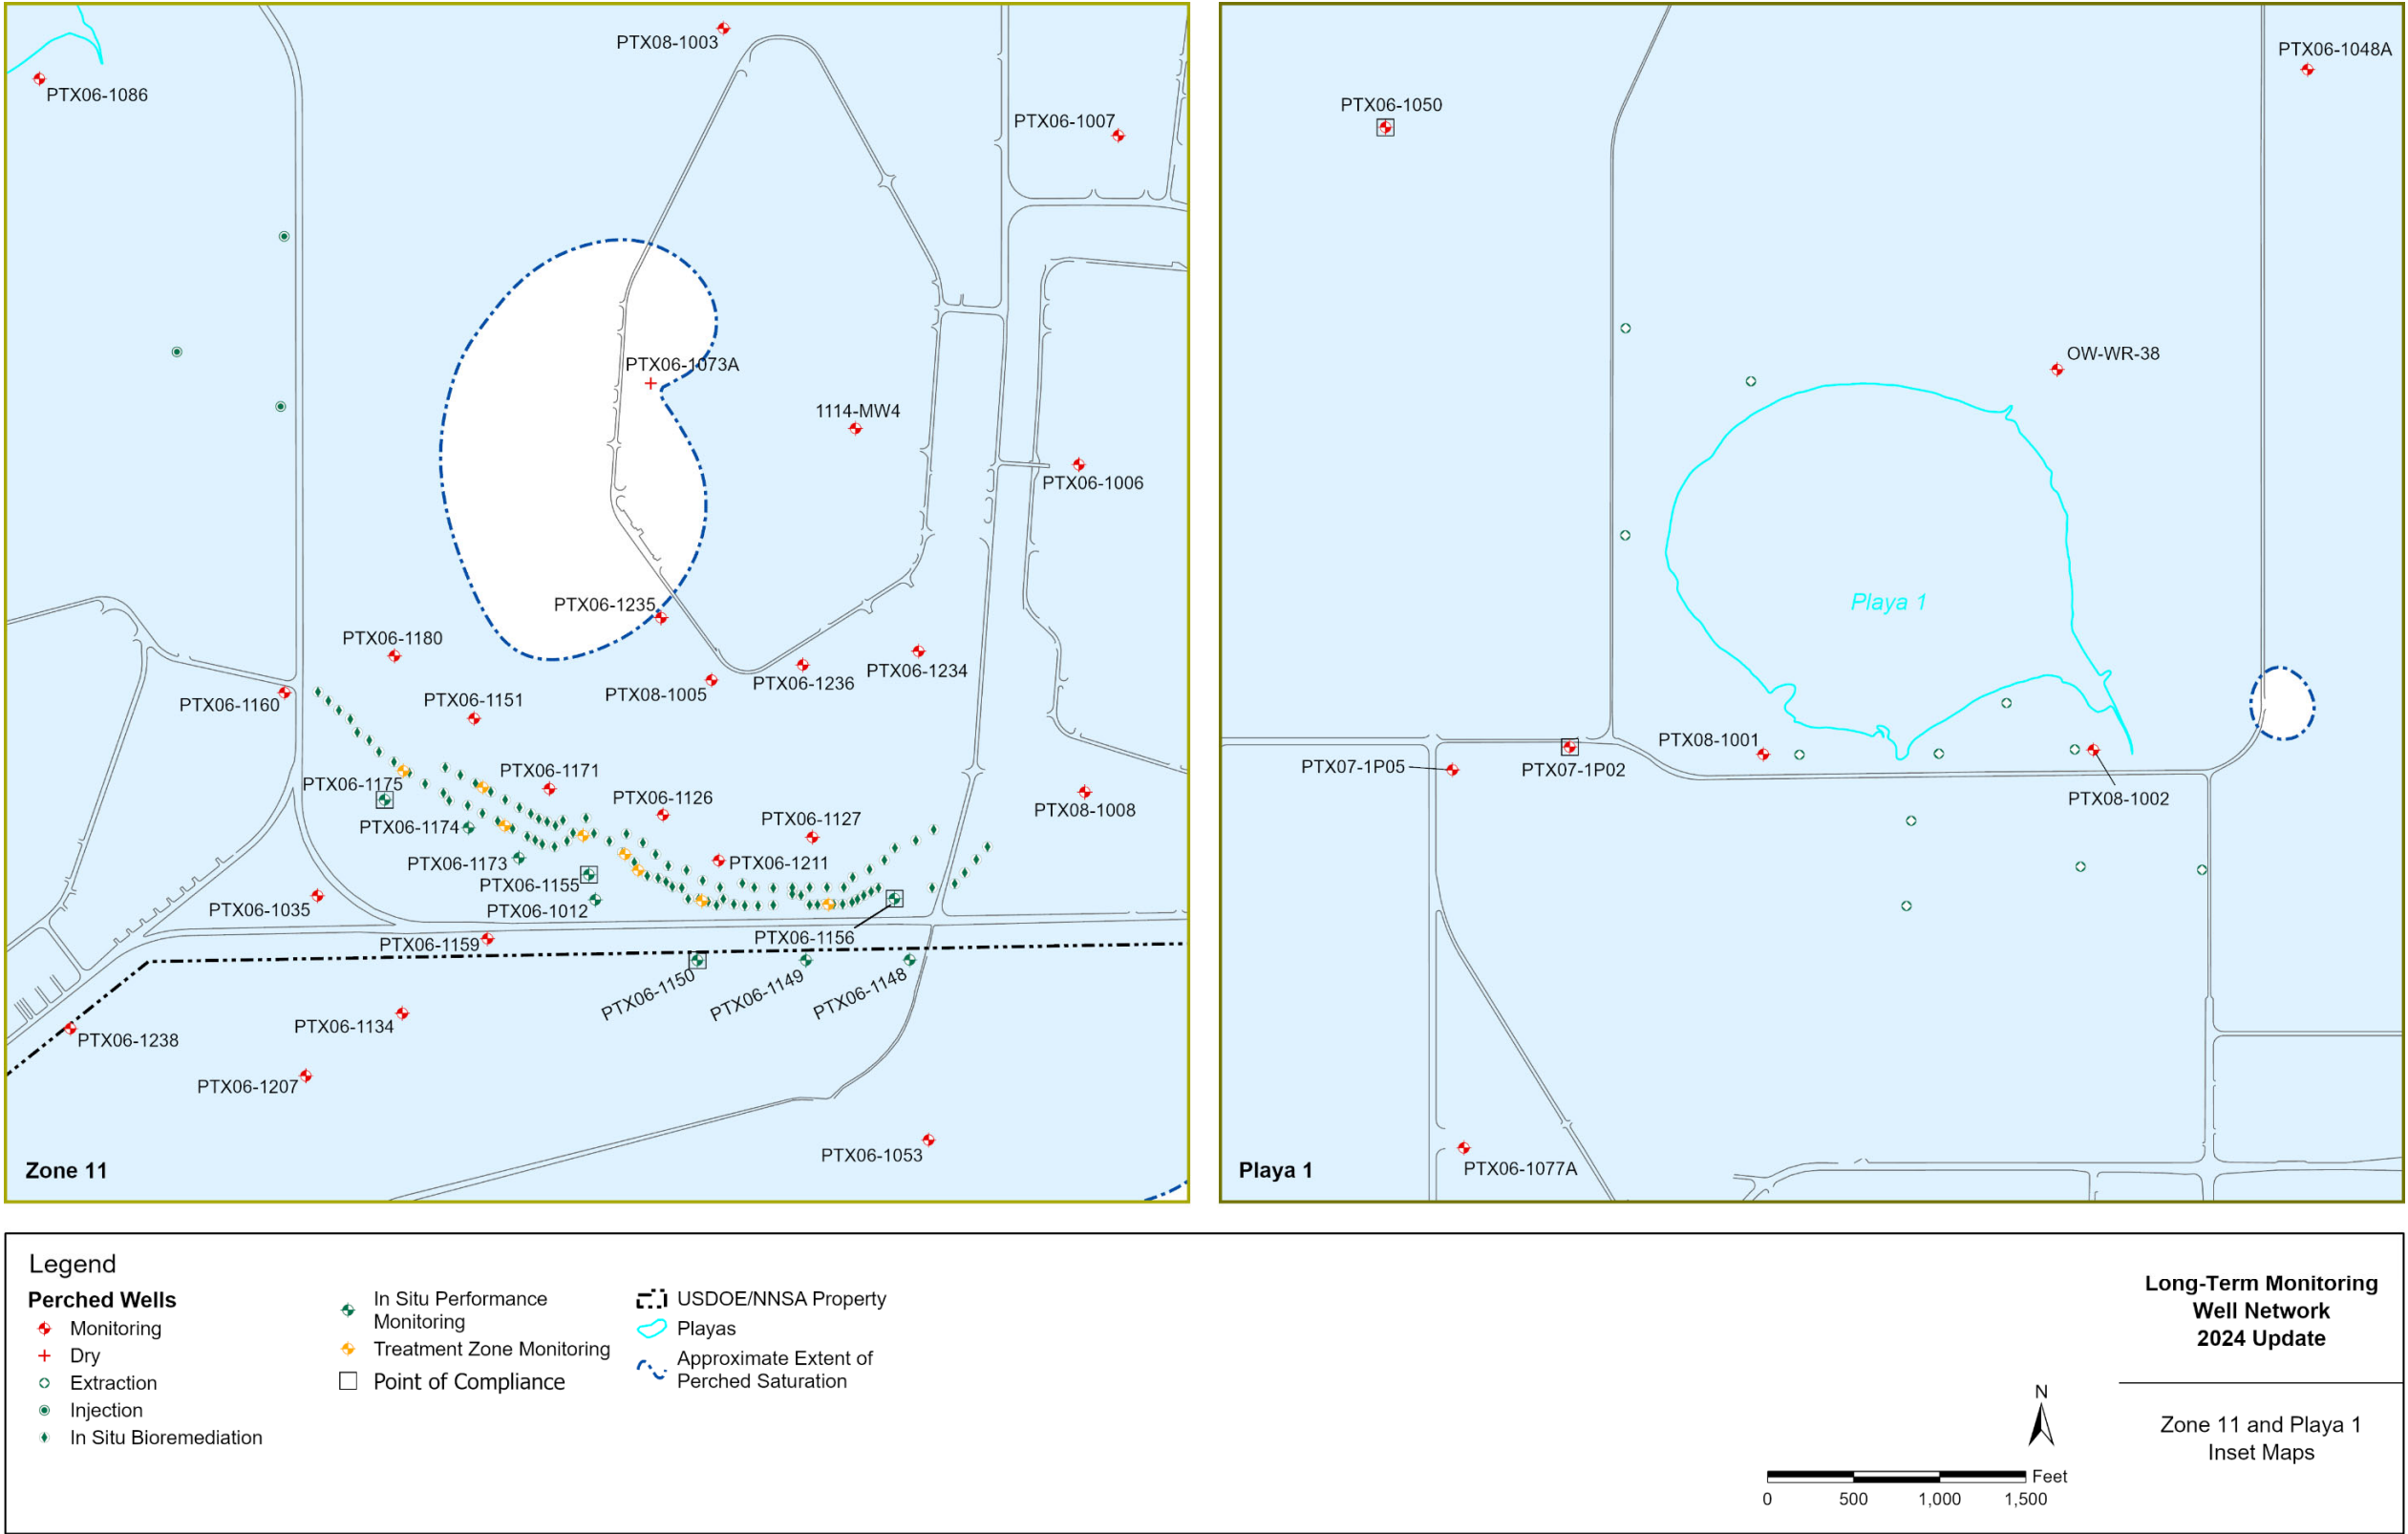 PTX08-1003
PTX06-1086
PTX06-1007
PTX06-1073A
1114-MW4
PTX06-1006
PTX06-1235
PTX06-1180
PTX06-1234
PTX06-1236
PTX08-1005
PTX06-1160
PTX06-1151
PTX06-1171
PTX06-1175
PTX06-1126
PTX08-1008
PTX06-1127
PTX06-1174
PTX06-1173
PTX06-1211
PTX06-1155
PTX06-1035
PTX06-1012
PTX06-1156
PTX06-1159
PTX06-1150
PTX06-1149
PTX06-1148
PTX06-1134
PTX06-1238
PTX06-1207
PTX06-1053
Zone 11
PTX06-1048A
PTX06-1050
OW-WR-38
Playa 1
PTX08-1001
PTX07-1P05
PTX07-1P02
PTX08-1002
PTX06-1077A
Playa 1
Legend
Perched Wells
Monitoring
Dry
Extraction
Injection
In Situ Bioremediation
In Situ Performance
Monitoring
Treatment Zone Monitoring
Point of Compliance
USDOE/NNSA Property
Playas
Approximate Extent of
Perched Saturation
N
Feet
0 500 1,000 1,500
Long-Term Monitoring
Well Network
2024 Update
Zone 11 and Playa 1
Inset Maps